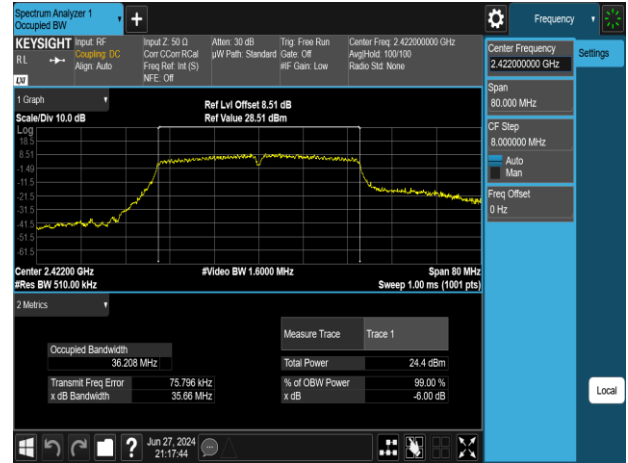 Spectrum Analyzer 1
Occupied BW
+
Frequency
KEYSIGHT
RL
LXI
Input: RF
Coupling: DC
Align: Auto
Input Z: 50 Ω
Corr CCorr RCal
Freq Ref: Int (S)
NFE: Off
Atten: 30 dB
µW Path: Standard
Trig: Free Run
Gate: Off
#IF Gain: Low
Center Freq: 2.422000000 GHz
Avg|Hold: 100/100
Radio Std: None
Center Frequency
2.422000000 GHz
Settings
Span
80.000 MHz
CF Step
8.000000 MHz
Auto
Man
Freq Offset
0 Hz
Local
1 Graph
Scale/Div 10.0 dB
Ref Lvl Offset 8.51 dB
Ref Value 28.51 dBm
Log
18.5
8.51
-1.49
-11.5
-21.5
-31.5
-41.5
-51.5
-61.5
Center 2.42200 GHz
#Res BW 510.00 kHz
#Video BW 1.6000 MHz
Span 80 MHz
Sweep 1.00 ms (1001 pts)
2 Metrics
Measure Trace Trace 1
Occupied Bandwidth
36.208 MHz
Total Power 24.4 dBm
Transmit Freq Error 75.796 kHz
% of OBW Power 99.00 %
x dB Bandwidth 35.66 MHz
x dB -6.00 dB
?
Jun 27, 2024
21:17:44